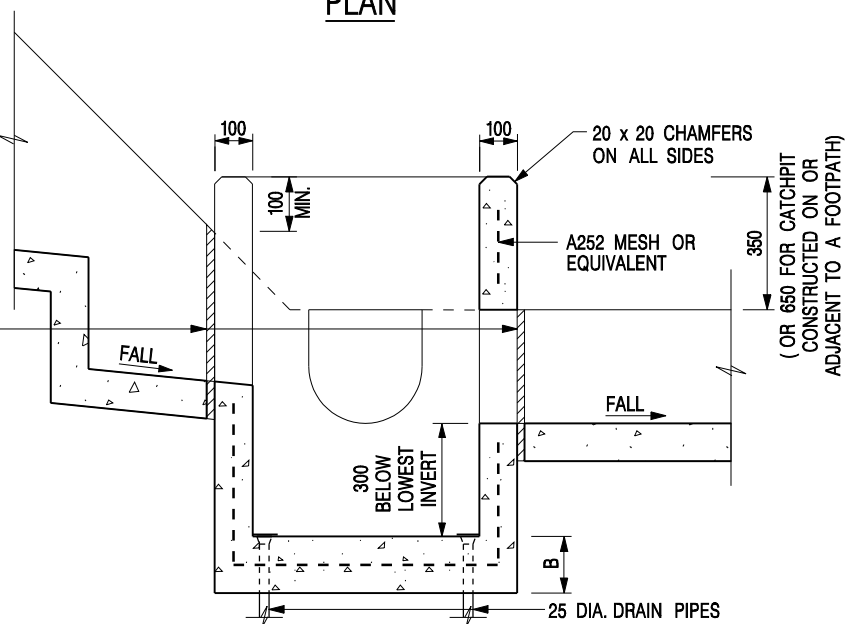 PLAN
100
100
20 x 20 CHAMFERS
ON ALL SIDES
100
MIN.
A252 MESH OR
EQUIVALENT
350
( OR 650 FOR CATCHPIT
CONSTRUCTED ON OR
ADJACENT TO A FOOTPATH)
FALL
FALL
300
BELOW
LOWEST
INVERT
B
25 DIA. DRAIN PIPES